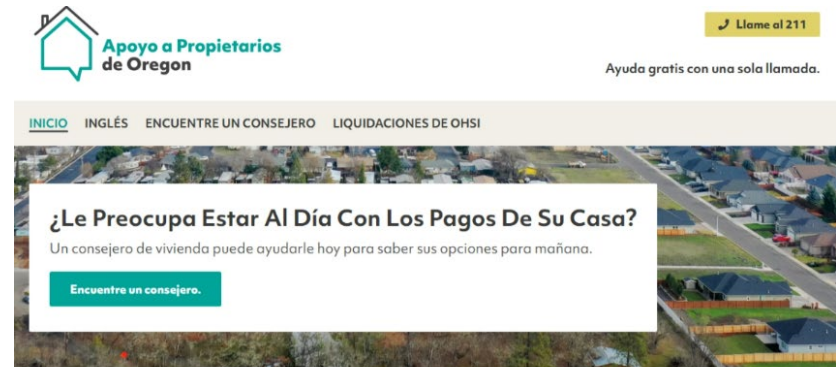 Apoyo a Propietarios
de Oregon
Llame al 211
Ayuda gratis con una sola llamada.
INICIO INGLÉS ENCUENTRE UN CONSEJERO LIQUIDACIONES DE OHSI
¿Le Preocupa Estar Al Día Con Los Pagos De Su Casa?
Un consejero de vivienda puede ayudarle hoy para saber sus opciones para mañana.
Encuentre un consejero.